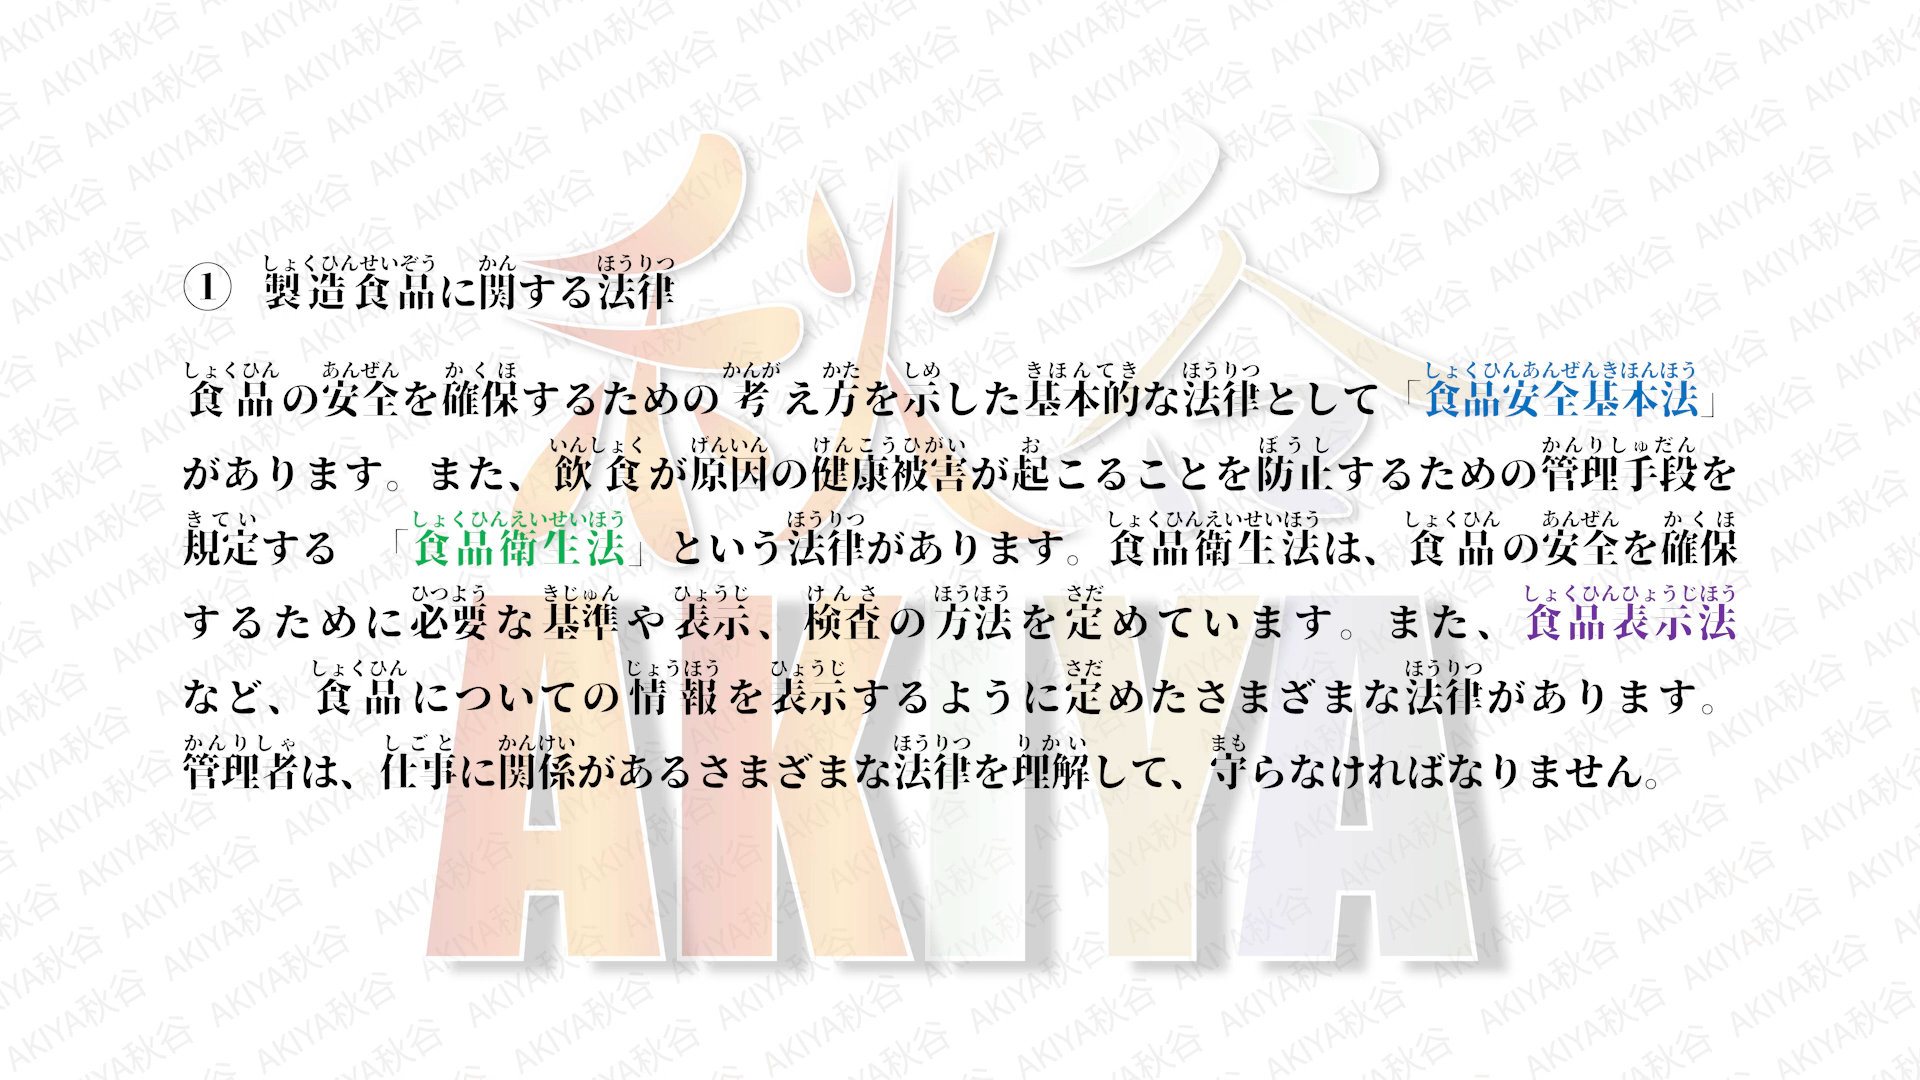 ① 製造食品に関する法律
食品の安全を確保するための考え方を示した基本的な法律として「食品安全基本法」
があります。また、飲食が原因の健康被害が起こることを防止するための管理手段を
規定する 「食品衛生法」という法律があります。食品衛生法は、食品の安全を確保
するために必要な基準や表示、検査の方法を定めています。また、食品表示法
など、食品についての情報を表示するように定めたさまざまな法律があります。
管理者は、仕事に関係があるさまざまな法律を理解して、守らなければなりません。
秋谷
AKIYA
AKIYA秋谷